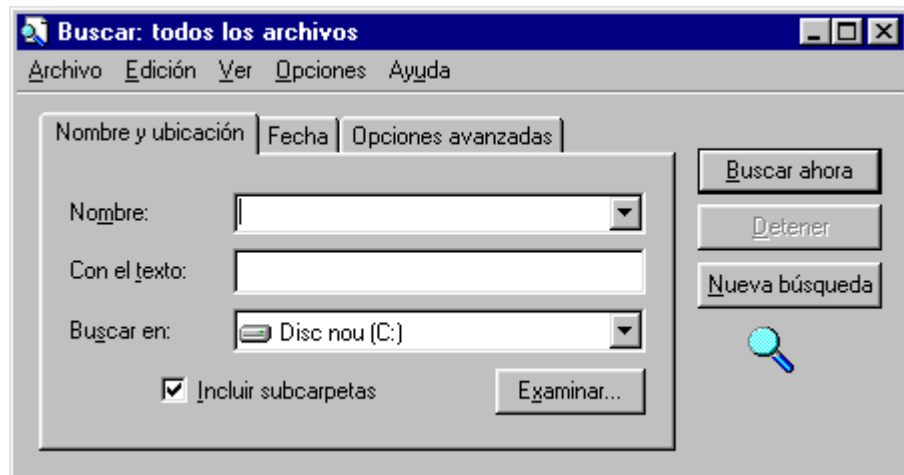 Buscar: todos los archivos
Archivo Edición Ver Opciones Ayuda
Nombre y ubicación Fecha Opciones avanzadas
Buscar ahora
Nombre:
Detener
Con el texto:
Nueva búsqueda
Buscar en: Disc nou (C:)
Incluir subcarpetas Examinar...